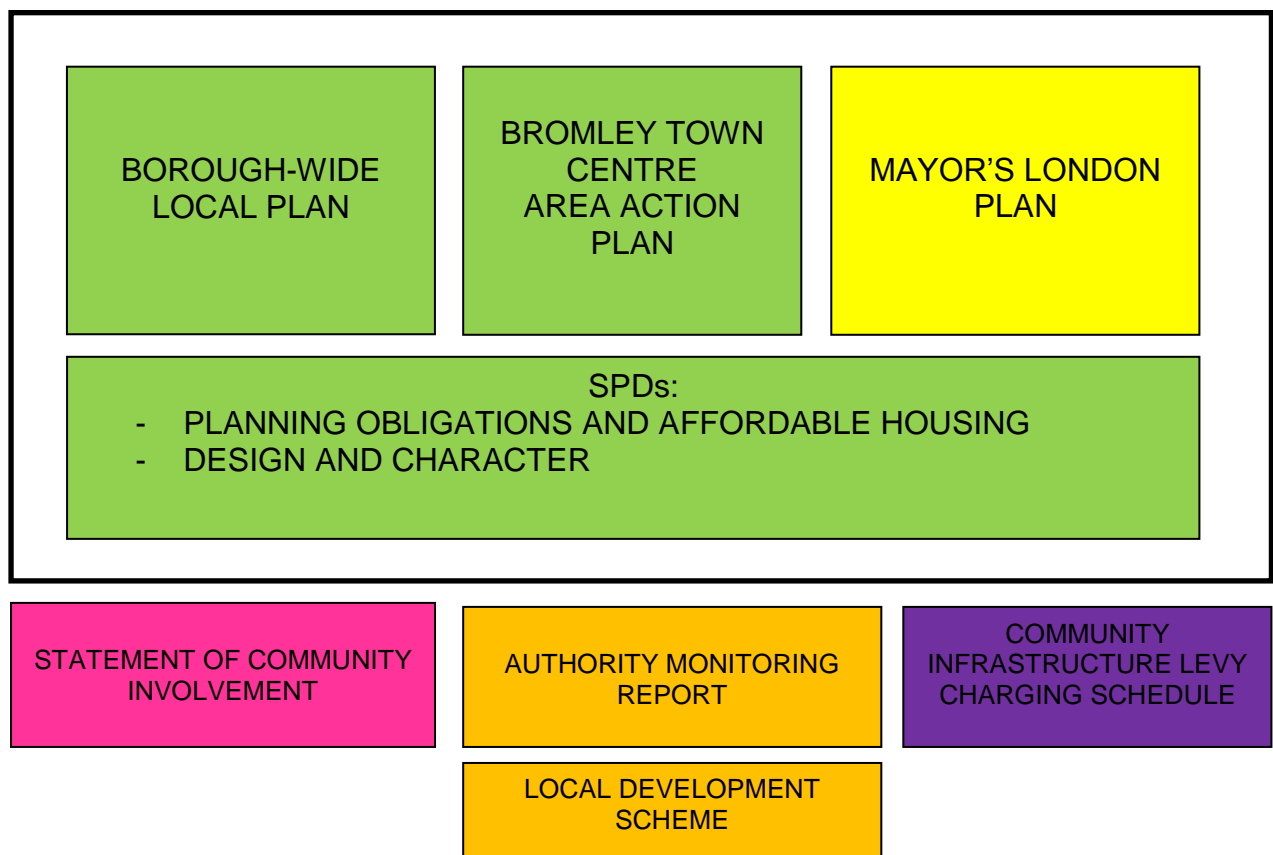 BOROUGH-WIDE
LOCAL PLAN
BROMLEY TOWN
CENTRE
AREA ACTION
PLAN
MAYOR’S LONDON
PLAN
SPDs:
- PLANNING OBLIGATIONS AND AFFORDABLE HOUSING
- DESIGN AND CHARACTER
STATEMENT OF COMMUNITY
INVOLVEMENT
AUTHORITY MONITORING
REPORT
COMMUNITY
INFRASTRUCTURE LEVY
CHARGING SCHEDULE
LOCAL DEVELOPMENT
SCHEME